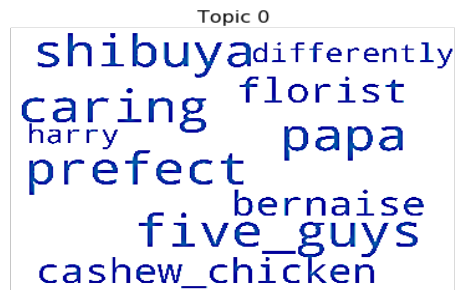 Topic 0
shibuya
differently
florist
caring
harry
papa
prefect
bernaise
five_guys
cashew_chicken